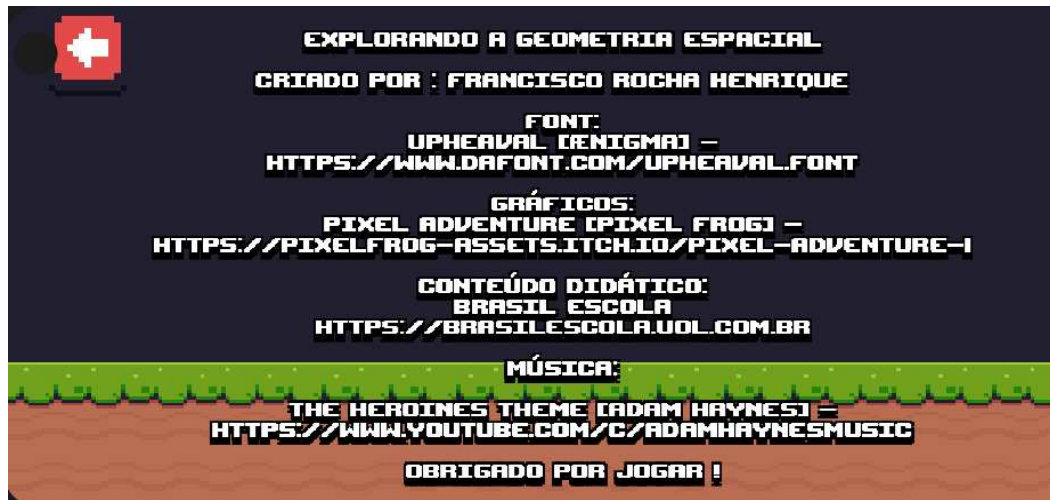 EXPLORANDO A GEOMETRIA ESPACIAL
CRIADO POR : FRANCISCO ROCHA HENRIQUE
FONT:
UPHEAVAL [ÆNIGMA] -
HTTPS://WWW.DAFONT.COM/UPHEAVAL.FONT
GRÁFICOS:
PIXEL ADVENTURE [PIXEL FROG] -
HTTPS://PIXELFROG-ASSETS.ITCH.IO/PIXEL-ADVENTURE-1
CONTEÚDO DIDÁTICO:
BRASIL ESCOLA
HTTPS://BRASILESCOLA.UOL.COM.BR
MÚSICA:
THE HEROINES THEME [ADAM HAYNES] -
HTTPS://WWW.YOUTUBE.COM/C/ADAMHAYNESMUSIC
OBRIGADO POR JOGAR !